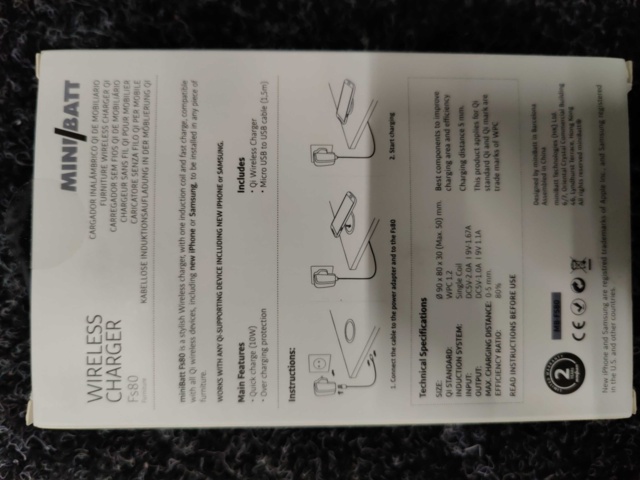 MINI/BATT
WIRELESS
CHARGER
Fs80
CARGADOR INALÁMBRICO QI DE MOBILIARIO
FURNITURE WIRELESS CHARGER QI
CARREGADOR SEM FIOS QI DE MOBILIÁRIO
CHARGEUR SANS FIL QI POUR MOBILIER
CARICATORE SENZA FILO QI PER MOBILE
KABELLOSE INDUKTIONSAUFLADUNG IN DER MÖBLIERUNG QI
miniBatt Fs80 is a stylish Wireless charger, with one induction coil and fast charge, compatible
with all Qi wireless devices, including new iPhone or Samsung, to be installed in any piece of
furniture.
WORKS WITH ANY QI-SUPPORTING DEVICE INCLUDING NEW IPHONE or SAMSUNG.
Main Features
· Quick charge (10W)
· Over charging protection
Includes
· Qi Wireless Charger
· Micro USB to USB cable (1,5m)
Instructions:
1. Connect the cable to the power adapter and to the Fs80
2. Start charging
Technical Specifications
SIZE: Ø 90 x 80 x 30 (Max. 50) mm.
QI STANDARD: WPC 1.2
INDUCTION SYSTEM: Single Coil
INPUT: DC5V-2.0A | 9V-1.67A
OUTPUT: DC5V-1.0A | 9V 1.1A
MAX. CHARGING DISTANCE: 0-5 mm.
EFFICIENCY RATIO: 80%
READ INSTRUCTIONS BEFORE USE
Best components to improve
charging area and efficiency
Charging distance: 5 mm.
This product applies for Qi
standard Qi and Qi mark are
trade marks of WPC
2
CE
Designed by miniBatt in Barcelona
Assembled in China
miniBatt Technologies (HK) Ltd.
All rights reserved miniBatt®
New iPhone and Samsung are registered trademarks of Apple Inc., and Samsung registered
in the U.S. and other countries.